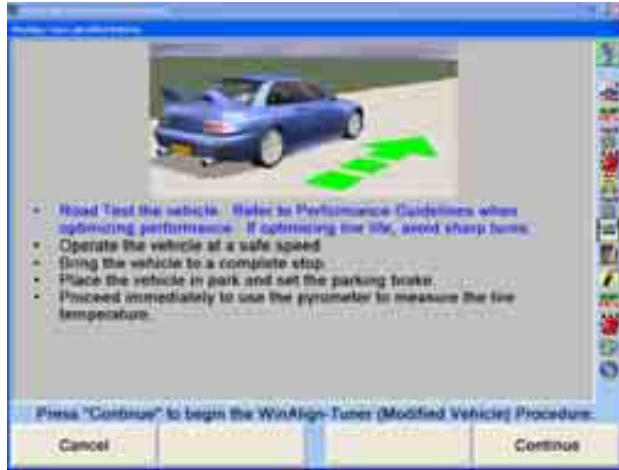 • Road Test the vehicle. Refer to Performance Guidelines when
optimizing performance. If optimizing tire life, avoid sharp turns.
• Operate the vehicle at a safe speed.
• Bring the vehicle to a complete stop.
• Place the vehicle in park and set the parking brake.
• Proceed immediately to use the pyrometer to measure the tire
temperature.
Press "Continue" to begin the WinAlign-Tuner (Modified Vehicle) Procedure.
Cancel
Continue